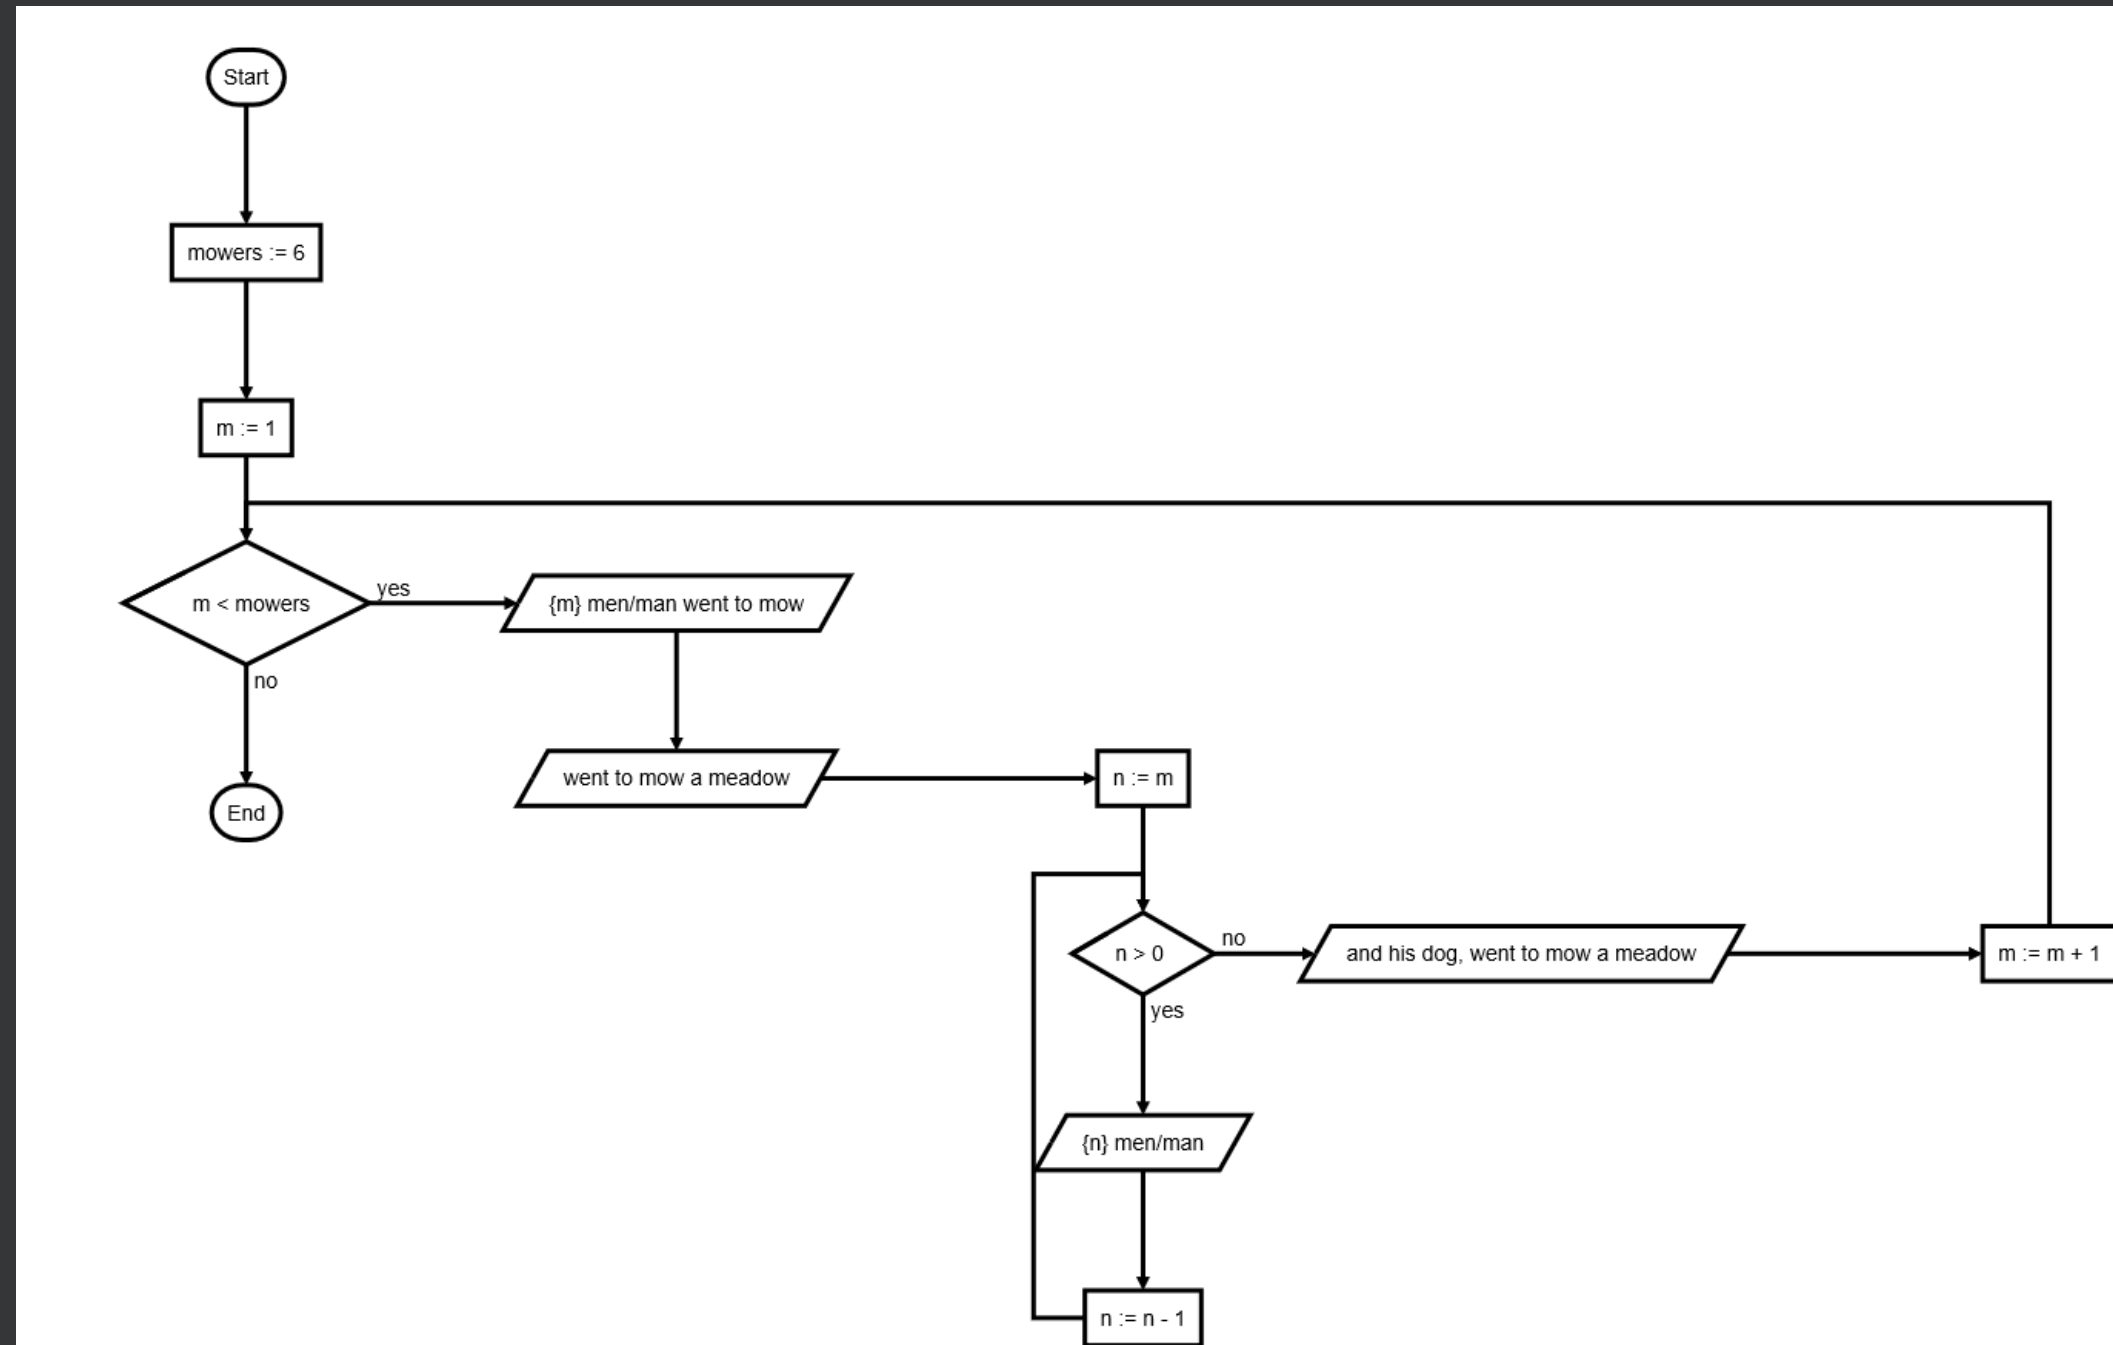 Start
mowers := 6
m := 1
m < mowers
yes
{m} men/man went to mow
no
went to mow a meadow
n := m
End
n > 0
no
and his dog, went to mow a meadow
m := m + 1
yes
{n} men/man
n := n - 1